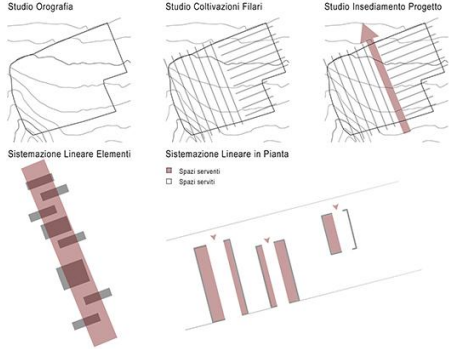 Studio Orografia
Studio Coltivazioni Filari
Studio Insediamento Progetto
Sistemazione Lineare Elementi
Sistemazione Lineare in Pianta
Spazi serventi
Spazi serviti